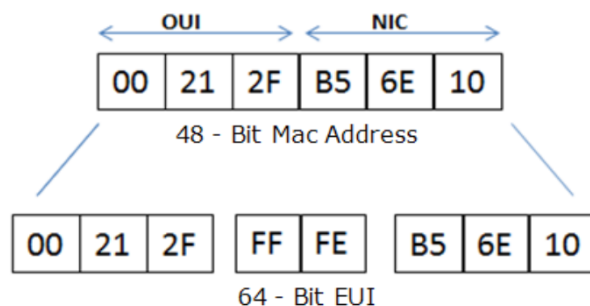 OUI NIC
00 21 2F B5 6E 10
48 - Bit Mac Address
00 21 2F FF FE B5 6E 10
64 - Bit EUI